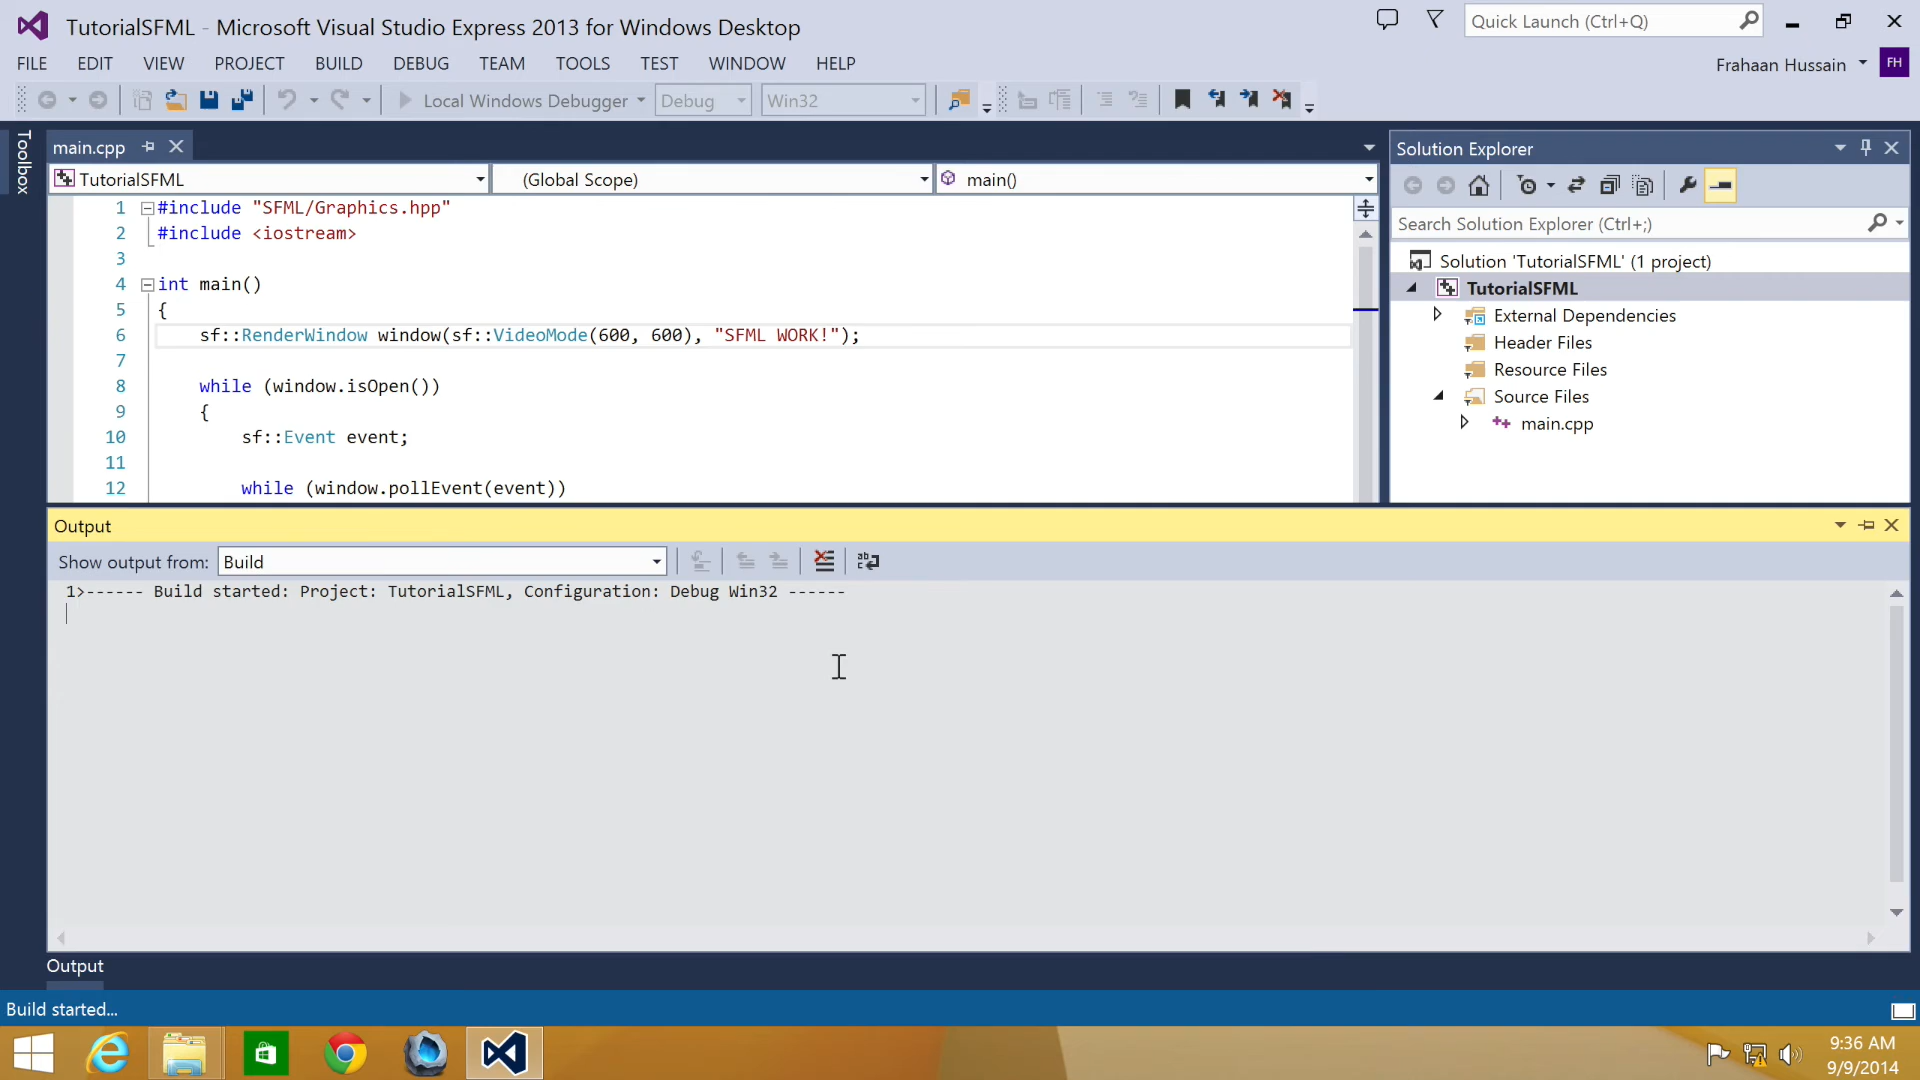 TutorialSFML - Microsoft Visual Studio Express 2013 for Windows Desktop
Quick Launch (Ctrl+Q)
FILE EDIT VIEW PROJECT BUILD DEBUG TEAM TOOLS TEST WINDOW HELP
Frahaan Hussain FH
Local Windows Debugger Debug Win32
Toolbox
main.cpp
TutorialSFML (Global Scope) main()
1 #include "SFML/Graphics.hpp"
2 #include <iostream>
3
4 int main()
5 {
6 sf::RenderWindow window(sf::VideoMode(600, 600), "SFML WORK!");
7
8 while (window.isOpen())
9 {
10 sf::Event event;
11
12 while (window.pollEvent(event))
Solution Explorer
Search Solution Explorer (Ctrl+;)
Solution 'TutorialSFML' (1 project)
TutorialSFML
External Dependencies
Header Files
Resource Files
Source Files
main.cpp
Output
Show output from: Build
1>------ Build started: Project: TutorialSFML, Configuration: Debug Win32 ------
Output
Build started...
9:36 AM
9/9/2014